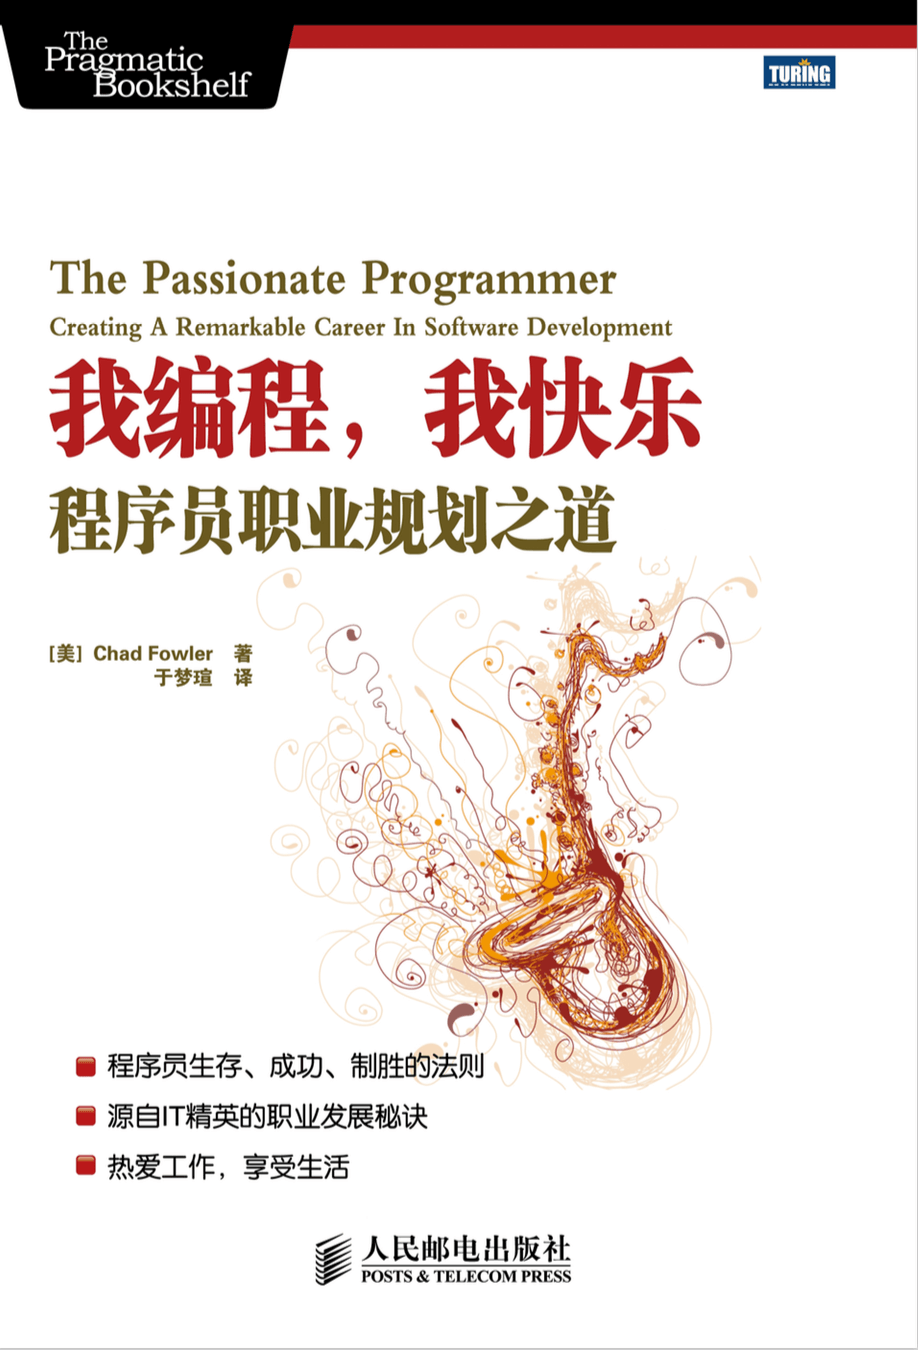 The
Pragmatic
Bookshelf
TURING
The Passionate Programmer
Creating A Remarkable Career In Software Development
我编程，我快乐
程序员职业规划之道
[美] Chad Fowler 著
于梦瑄 译
程序员生存、成功、制胜的法则
源自IT精英的职业发展秘诀
热爱工作，享受生活
人民邮电出版社
POSTS & TELECOM PRESS